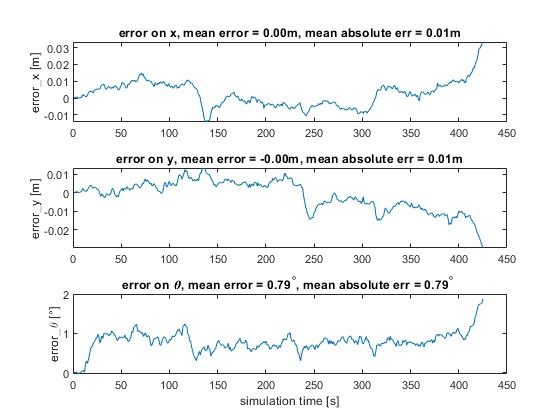 error on x, mean error = 0.00m, mean absolute err = 0.01m
error_x [m]
0.03
0.02
0.01
0
-0.01
0 50 100 150 200 250 300 350 400 450
error on y, mean error = -0.00m, mean absolute err = 0.01m
error_y [m]
0.01
0
-0.01
-0.02
0 50 100 150 200 250 300 350 400 450
error on θ, mean error = 0.79°, mean absolute err = 0.79°
error_θ [°]
2
1
0
0 50 100 150 200 250 300 350 400 450
simulation time [s]